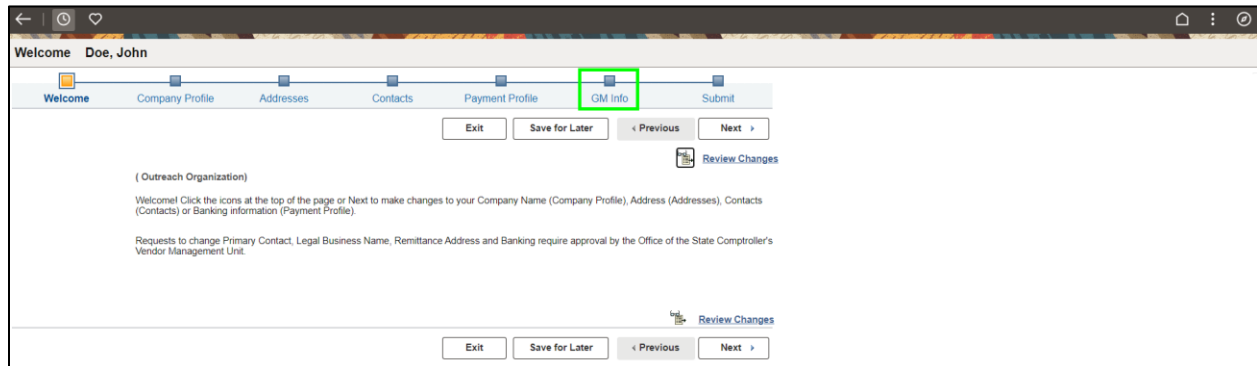 Welcome Doe, John
Welcome Company Profile Addresses Contacts Payment Profile GM Info Submit
Exit Save for Later Previous Next
Review Changes
( Outreach Organization)
Welcome! Click the icons at the top of the page or Next to make changes to your Company Name (Company Profile), Address (Addresses), Contacts
(Contacts) or Banking information (Payment Profile).
Requests to change Primary Contact, Legal Business Name, Remittance Address and Banking require approval by the Office of the State Comptroller's
Vendor Management Unit.
Review Changes
Exit Save for Later Previous Next